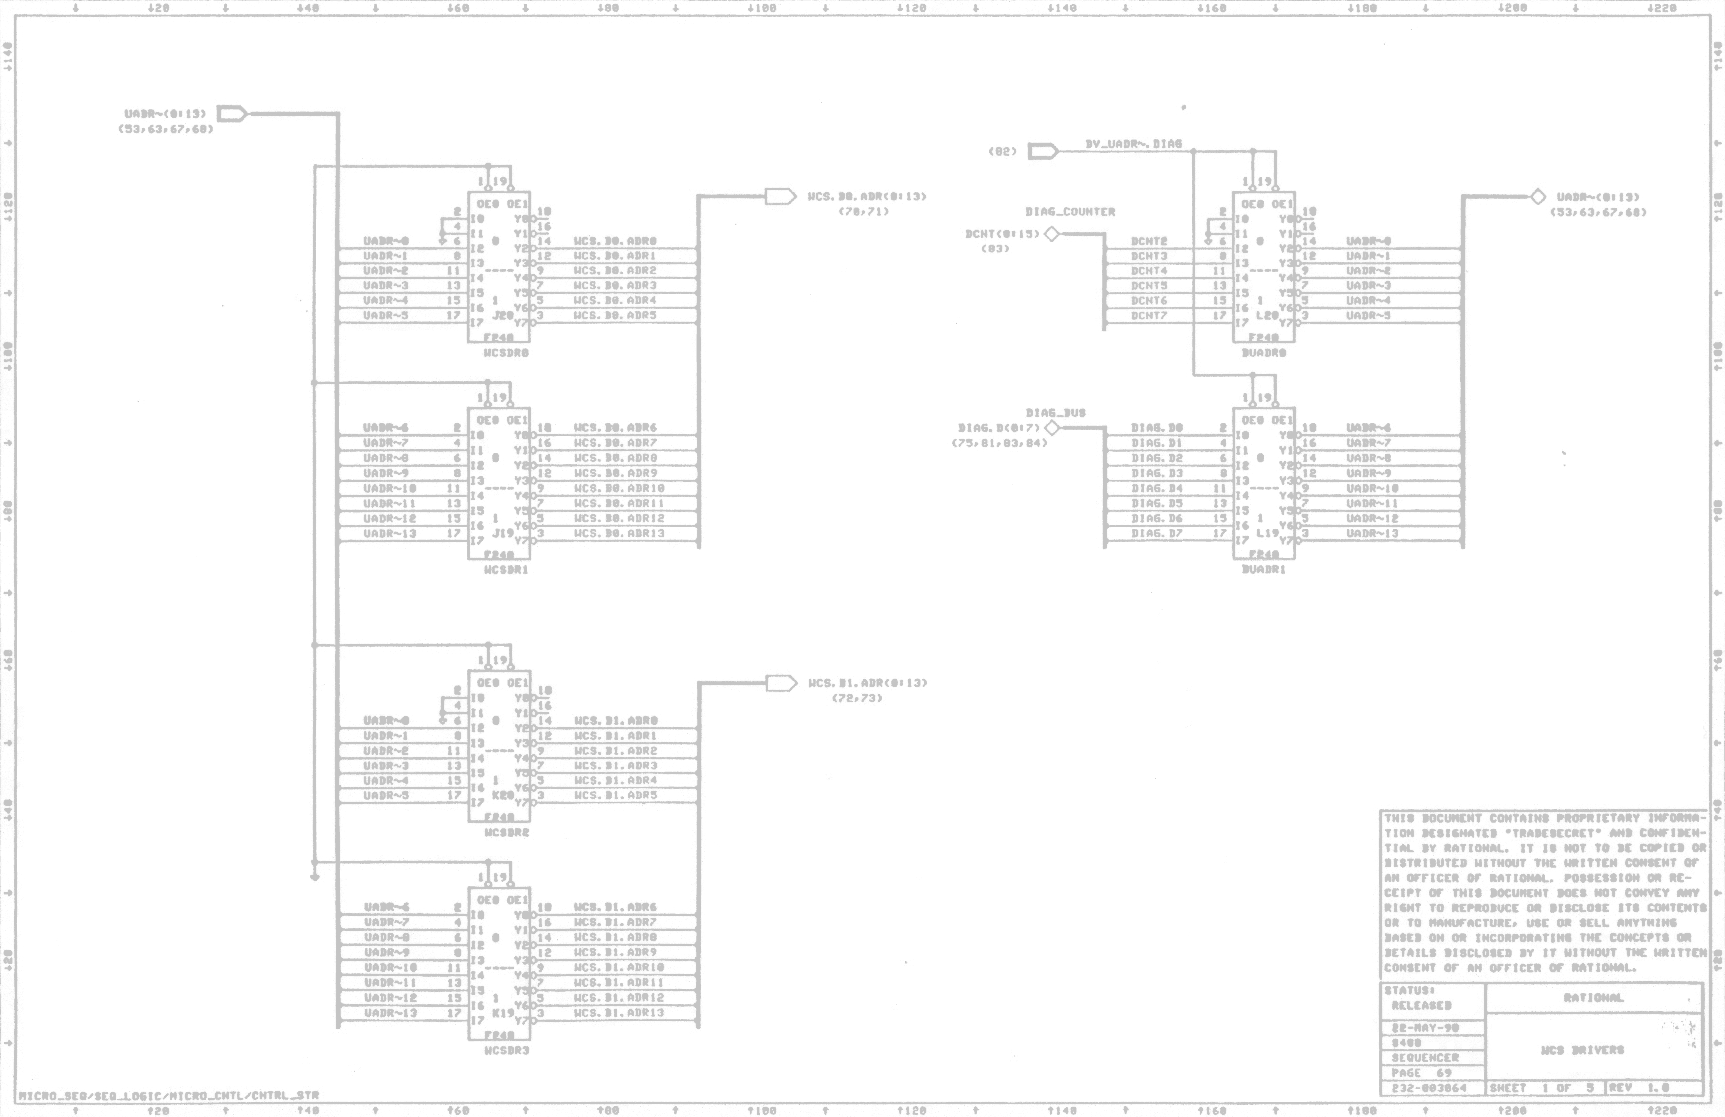 ↓20 ↓40 ↓60 ↓80 ↓100 ↓120 ↓140 ↓160 ↓180 ↓200 ↓220
UADR~(0:13)
(53,63,67,68)
1 19
OE0 OE1
2 I0 Y0 18
4 I1 Y1 16
UADR~0 6 I2 0 Y2 14 WCS.B0.ADR0
UADR~1 8 I3 Y3 12 WCS.B0.ADR1
UADR~2 11 I4 ---- Y4 9 WCS.B0.ADR2
UADR~3 13 I5 Y5 7 WCS.B0.ADR3
UADR~4 15 I6 1 Y6 5 WCS.B0.ADR4
UADR~5 17 I7 J20 Y7 3 WCS.B0.ADR5
F240
WCSDR0
WCS.B0.ADR(0:13)
(70,71)
1 19
OE0 OE1
UADR~6 2 I0 Y0 18 WCS.B0.ADR6
UADR~7 4 I1 Y1 16 WCS.B0.ADR7
UADR~8 6 I2 0 Y2 14 WCS.B0.ADR8
UADR~9 8 I3 Y3 12 WCS.B0.ADR9
UADR~10 11 I4 ---- Y4 9 WCS.B0.ADR10
UADR~11 13 I5 Y5 7 WCS.B0.ADR11
UADR~12 15 I6 1 Y6 5 WCS.B0.ADR12
UADR~13 17 I7 J19 Y7 3 WCS.B0.ADR13
F240
WCSDR1
1 19
OE0 OE1
2 I0 Y0 18
4 I1 Y1 16
UADR~0 6 I2 0 Y2 14 WCS.B1.ADR0
UADR~1 8 I3 Y3 12 WCS.B1.ADR1
UADR~2 11 I4 ---- Y4 9 WCS.B1.ADR2
UADR~3 13 I5 Y5 7 WCS.B1.ADR3
UADR~4 15 I6 1 Y6 5 WCS.B1.ADR4
UADR~5 17 I7 K20 Y7 3 WCS.B1.ADR5
F240
WCSDR2
WCS.B1.ADR(0:13)
(72,73)
1 19
OE0 OE1
UADR~6 2 I0 Y0 18 WCS.B1.ADR6
UADR~7 4 I1 Y1 16 WCS.B1.ADR7
UADR~8 6 I2 0 Y2 14 WCS.B1.ADR8
UADR~9 8 I3 Y3 12 WCS.B1.ADR9
UADR~10 11 I4 ---- Y4 9 WCS.B1.ADR10
UADR~11 13 I5 Y5 7 WCS.B1.ADR11
UADR~12 15 I6 1 Y6 5 WCS.B1.ADR12
UADR~13 17 I7 K19 Y7 3 WCS.B1.ADR13
F240
WCSDR3
(82) DV_UADR~.DIAG
DIAG_COUNTER
DCNT(0:15)
(83)
1 19
OE0 OE1
2 I0 Y0 18
4 I1 Y1 16
DCNT2 6 I2 0 Y2 14 UADR~0
DCNT3 8 I3 Y3 12 UADR~1
DCNT4 11 I4 ---- Y4 9 UADR~2
DCNT5 13 I5 Y5 7 UADR~3
DCNT6 15 I6 1 Y6 5 UADR~4
DCNT7 17 I7 L20 Y7 3 UADR~5
F240
DUADR0
UADR~(0:13)
(53,63,67,68)
DIAG_BUS
DIAG.D(0:7)
(75,81,83,84)
1 19
OE0 OE1
DIAG.D0 2 I0 Y0 18 UADR~6
DIAG.D1 4 I1 Y1 16 UADR~7
DIAG.D2 6 I2 0 Y2 14 UADR~8
DIAG.D3 8 I3 Y3 12 UADR~9
DIAG.D4 11 I4 ---- Y4 9 UADR~10
DIAG.D5 13 I5 Y5 7 UADR~11
DIAG.D6 15 I6 1 Y6 5 UADR~12
DIAG.D7 17 I7 L19 Y7 3 UADR~13
F240
DUADR1
THIS DOCUMENT CONTAINS PROPRIETARY INFORMA-
TION DESIGNATED "TRADESECRET" AND CONFIDEN-
TIAL BY RATIONAL. IT IS NOT TO BE COPIED OR
DISTRIBUTED WITHOUT THE WRITTEN CONSENT OF
AN OFFICER OF RATIONAL. POSSESSION OR RE-
CEIPT OF THIS DOCUMENT DOES NOT CONVEY ANY
RIGHT TO REPRODUCE OR DISCLOSE ITS CONTENTS
OR TO MANUFACTURE, USE OR SELL ANYTHING
BASED ON OR INCORPORATING THE CONCEPTS OR
DETAILS DISCLOSED BY IT WITHOUT THE WRITTEN
CONSENT OF AN OFFICER OF RATIONAL.
STATUS:
RELEASED
RATIONAL
22-MAY-90
$400
SEQUENCER
PAGE 69
WCS DRIVERS
232-003064 SHEET 1 OF 5 REV 1.0
MICRO_SEQ/SEQ_LOGIC/MICRO_CNTL/CNTRL_STR
↑20 ↑40 ↑60 ↑80 ↑100 ↑120 ↑140 ↑160 ↑180 ↑200 ↑220